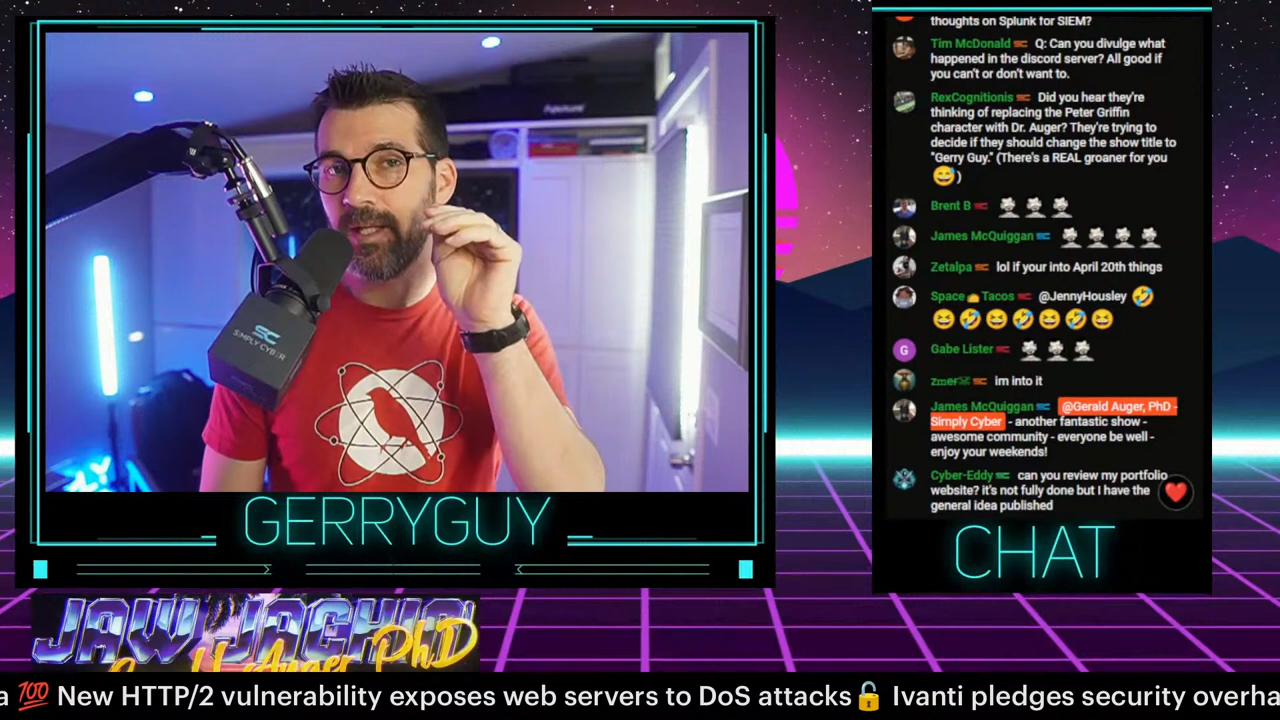 SIMPLY CYBER
GERRYGUY
JAW JACKIN'
Gerald Auger PhD
thoughts on Splunk for SIEM?
Tim McDonald Q: Can you divulge what
happened in the discord server? All good if
you can't or don't want to.
RexCognitionis Did you hear they're
thinking of replacing the Peter Griffin
character with Dr. Auger? They're trying to
decide if they should change the show title to
"Gerry Guy." (There's a REAL groaner for you
😅)
Brent B
James McQuiggan
Zetalpa lol if your into April 20th things
Space🌮Tacos @JennyHousley 🤣
😆🤣😆🤣😆🤣😆
G Gabe Lister
zmer im into it
James McQuiggan @Gerald Auger, PhD -
Simply Cyber - another fantastic show -
awesome community - everyone be well -
enjoy your weekends!
Cyber-Eddy can you review my portfolio
website? it's not fully done but I have the
general idea published
CHAT
a 💯 New HTTP/2 vulnerability exposes web servers to DoS attacks🔓 Ivanti pledges security overha